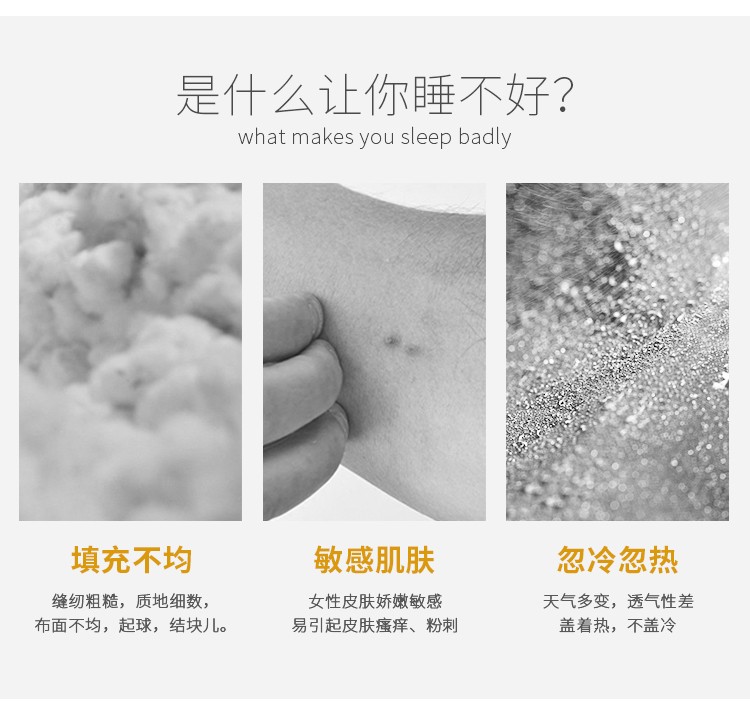 是什么让你睡不好?
what makes you sleep badly
填充不均
敏感肌肤
忽冷忽热
缝纫粗糙，质地细数，
布面不均，起球，结块儿。
女性皮肤娇嫩敏感
易引起皮肤瘙痒、粉刺
天气多变，透气性差
盖着热，不盖冷